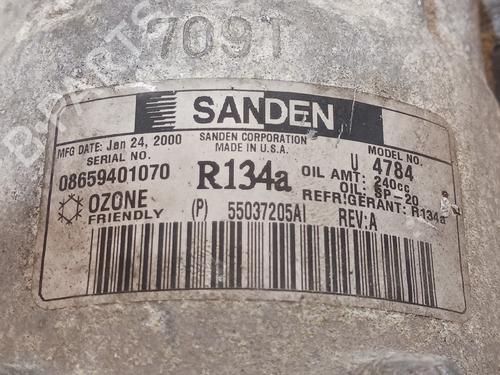 709T
SANDEN
MFG DATE: Jan 24, 2000
SANDEN CORPORATION
MADE IN U.S.A.
MODEL NO.
U 4784
SERIAL NO.
08659401070
R134a
OIL AMT: 240cc
OIL: SP-20
REFRIGERANT: R134a
OZONE
FRIENDLY
(P) 55037205AI
REV:A